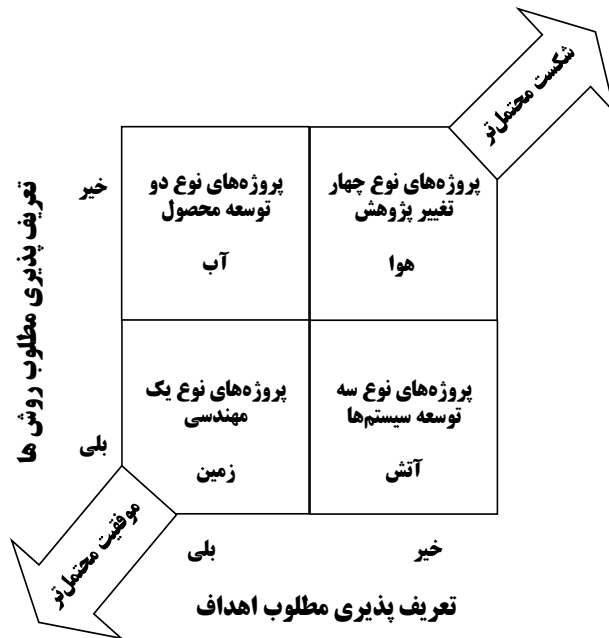 شکست محتمل‌تر
پروژه‌های نوع چهار
تغییر پژوهش
هوا
پروژه‌های نوع دو
توسعه محصول
آب
خیر
تعریف پذیری مطلوب روش ها
پروژه‌های نوع سه
توسعه سیستم‌ها
آتش
پروژه‌های نوع یک
مهندسی
زمین
بلی
موفقیت محتمل‌تر
خیر
بلی
تعریف پذیری مطلوب اهداف